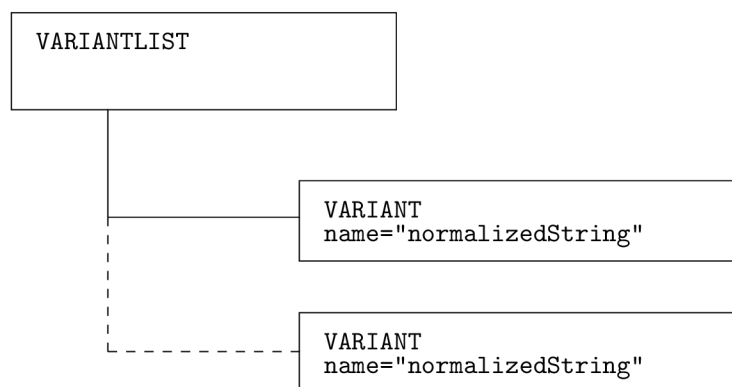 VARIANTLIST
VARIANT
name="normalizedString"
VARIANT
name="normalizedString"